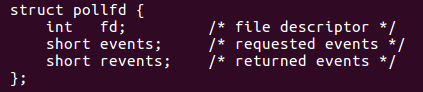 struct pollfd {
    int   fd;         /* file descriptor */
    short events;     /* requested events */
    short revents;    /* returned events */
};